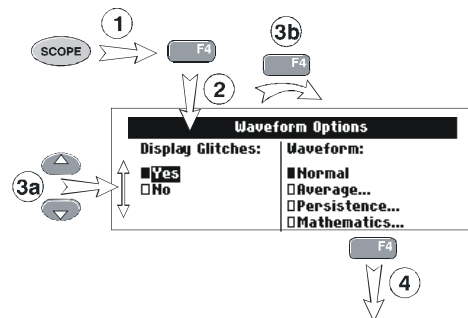 1
3b
SCOPE
F4
F4
2
Waveform Options
Display Glitches:
Waveform:
3a
■Yes
□No
■Normal
□Average...
□Persistence...
□Mathematics...
F4
4